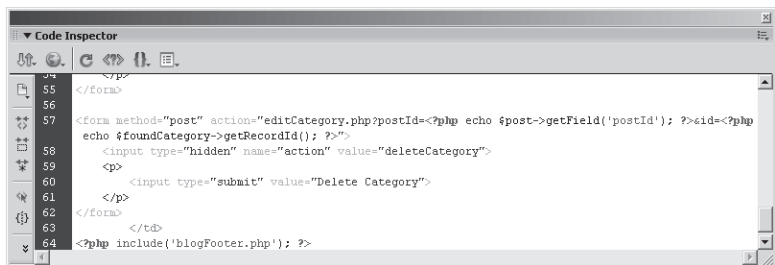 Code Inspector
54 </p>
55 </form>
56
57 <form method="post" action="editCategory.php?postId=<?php echo $post->getField('postId'); ?>&id=<?php
echo $foundCategory->getRecordId(); ?>">
58 <input type="hidden" name="action" value="deleteCategory">
59 <p>
60 <input type="submit" value="Delete Category">
61 </p>
62 </form>
63 </td>
64 <?php include('blogFooter.php'); ?>